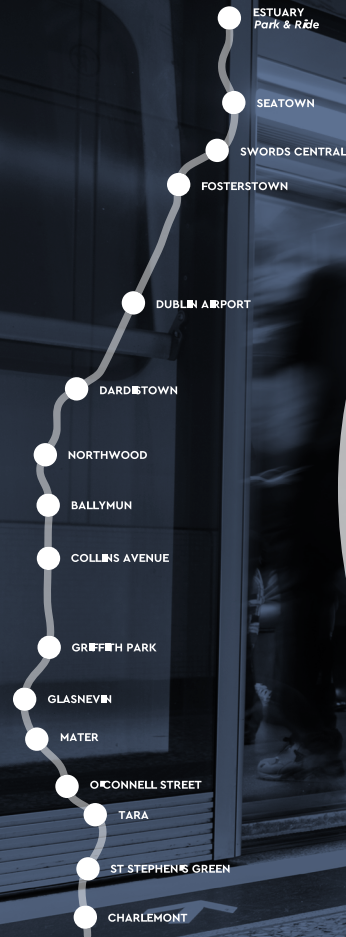 ESTUARY
Park & Ride
SEATOWN
SWORDS CENTRAL
FOSTERSTOWN
DUBLIN AIRPORT
DARDISTOWN
NORTHWOOD
BALLYMUN
COLLINS AVENUE
GRIFFITH PARK
GLASNEVIN
MATER
O'CONNELL STREET
TARA
ST STEPHEN'S GREEN
CHARLEMONT